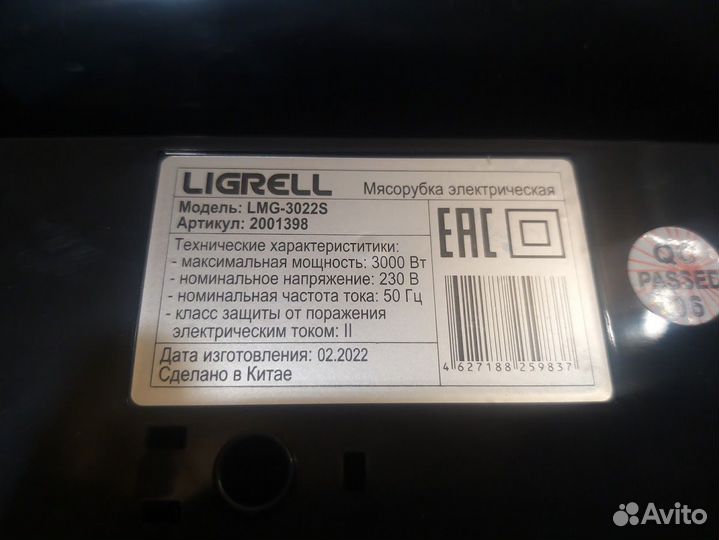 LIGRELL Мясорубка электрическая
Модель: LMG-3022S
Артикул: 2001398
Технические характерититики:
- максимальная мощность: 3000 Вт
- номинальное напряжение: 230 В
- номинальная частота тока: 50 Гц
- класс защиты от поражения
электрическим током: II
Дата изготовления: 02.2022
Сделано в Китае
EAC
4 627188 259837
QC
PASSED
06
Avito